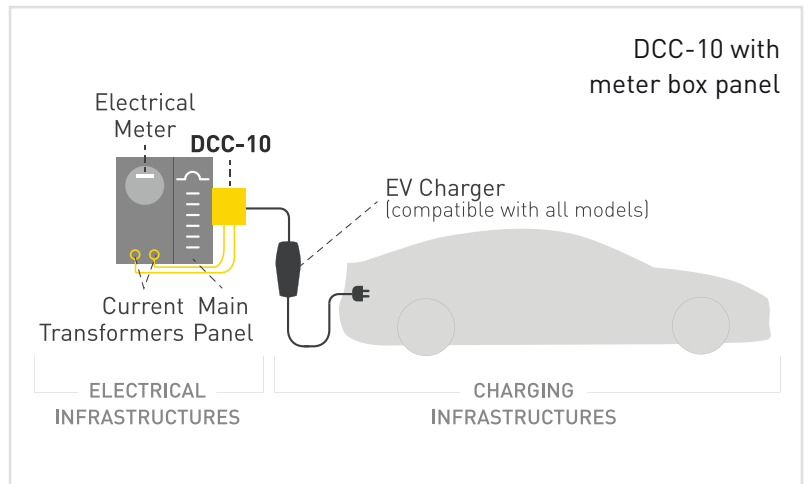 DCC-10 with
meter box panel
Electrical
Meter
DCC-10
EV Charger
(compatible with all models)
Current
Transformers
Main
Panel
ELECTRICAL
INFRASTRUCTURES
CHARGING
INFRASTRUCTURES